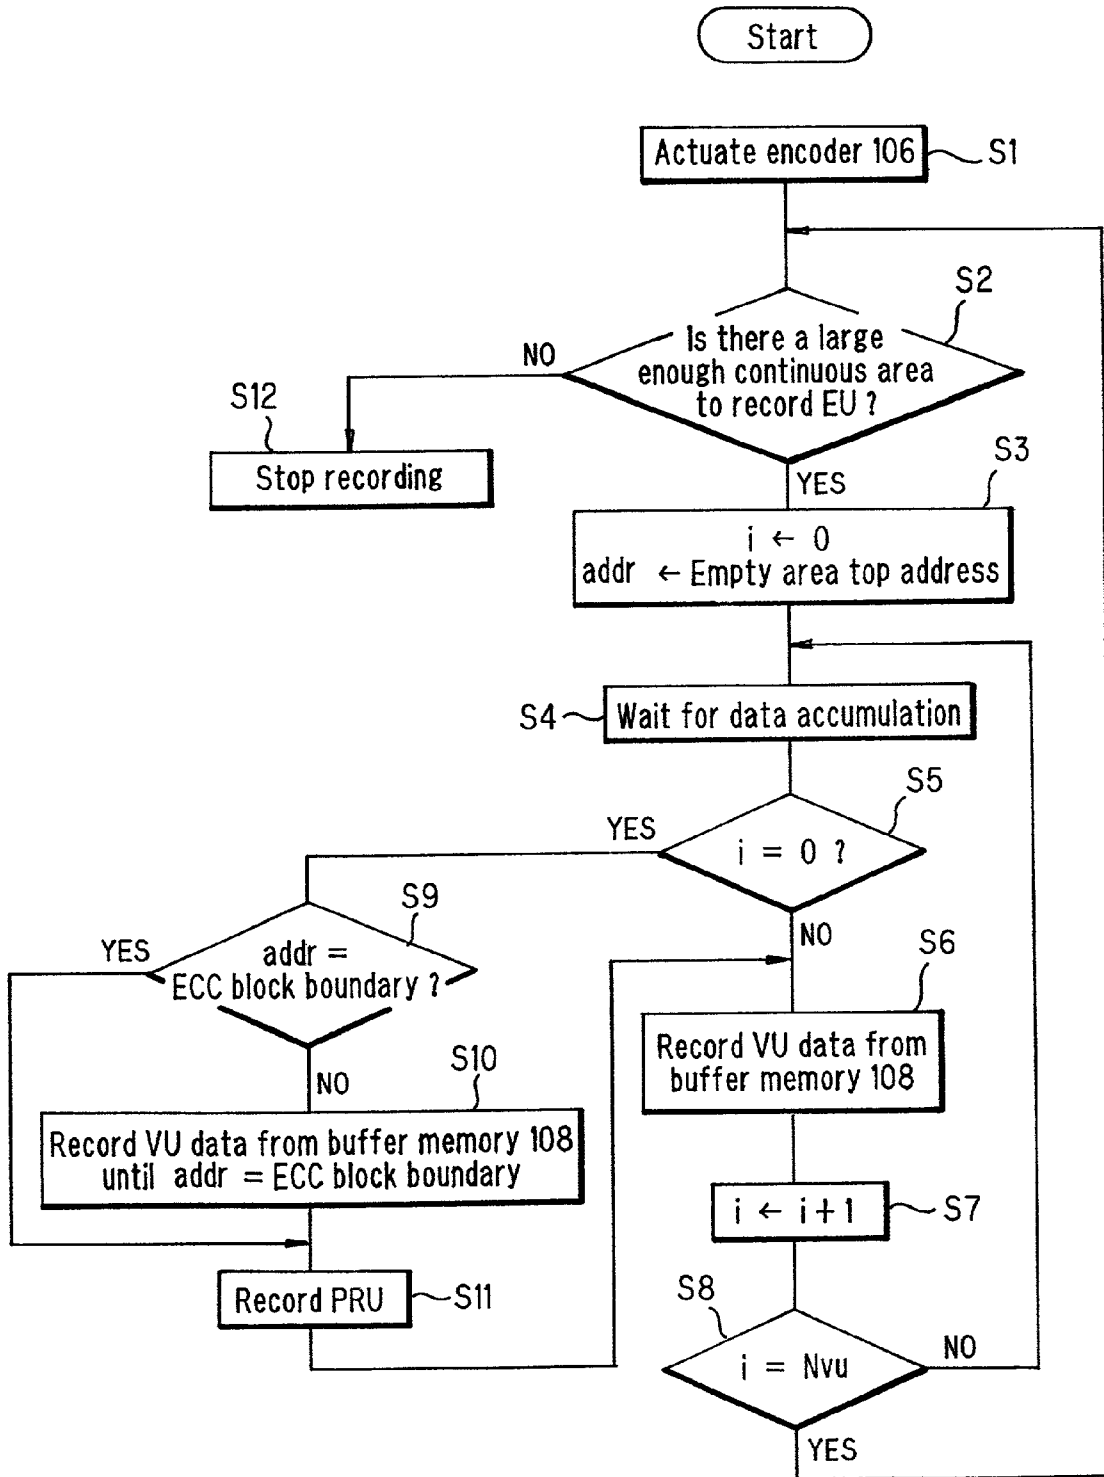 Start
Actuate encoder 106
S1
S2
Is there a large
enough continuous area
to record EU ?
NO
S12
Stop recording
YES
S3
i ← 0
addr ← Empty area top address
S4
Wait for data accumulation
S5
YES
i = 0 ?
S9
YES
addr =
ECC block boundary ?
NO
S6
Record VU data from
buffer memory 108
NO
S10
Record VU data from buffer memory 108
until addr = ECC block boundary
i ← i + 1
S7
Record PRU
S11
S8
i = Nvu
NO
YES